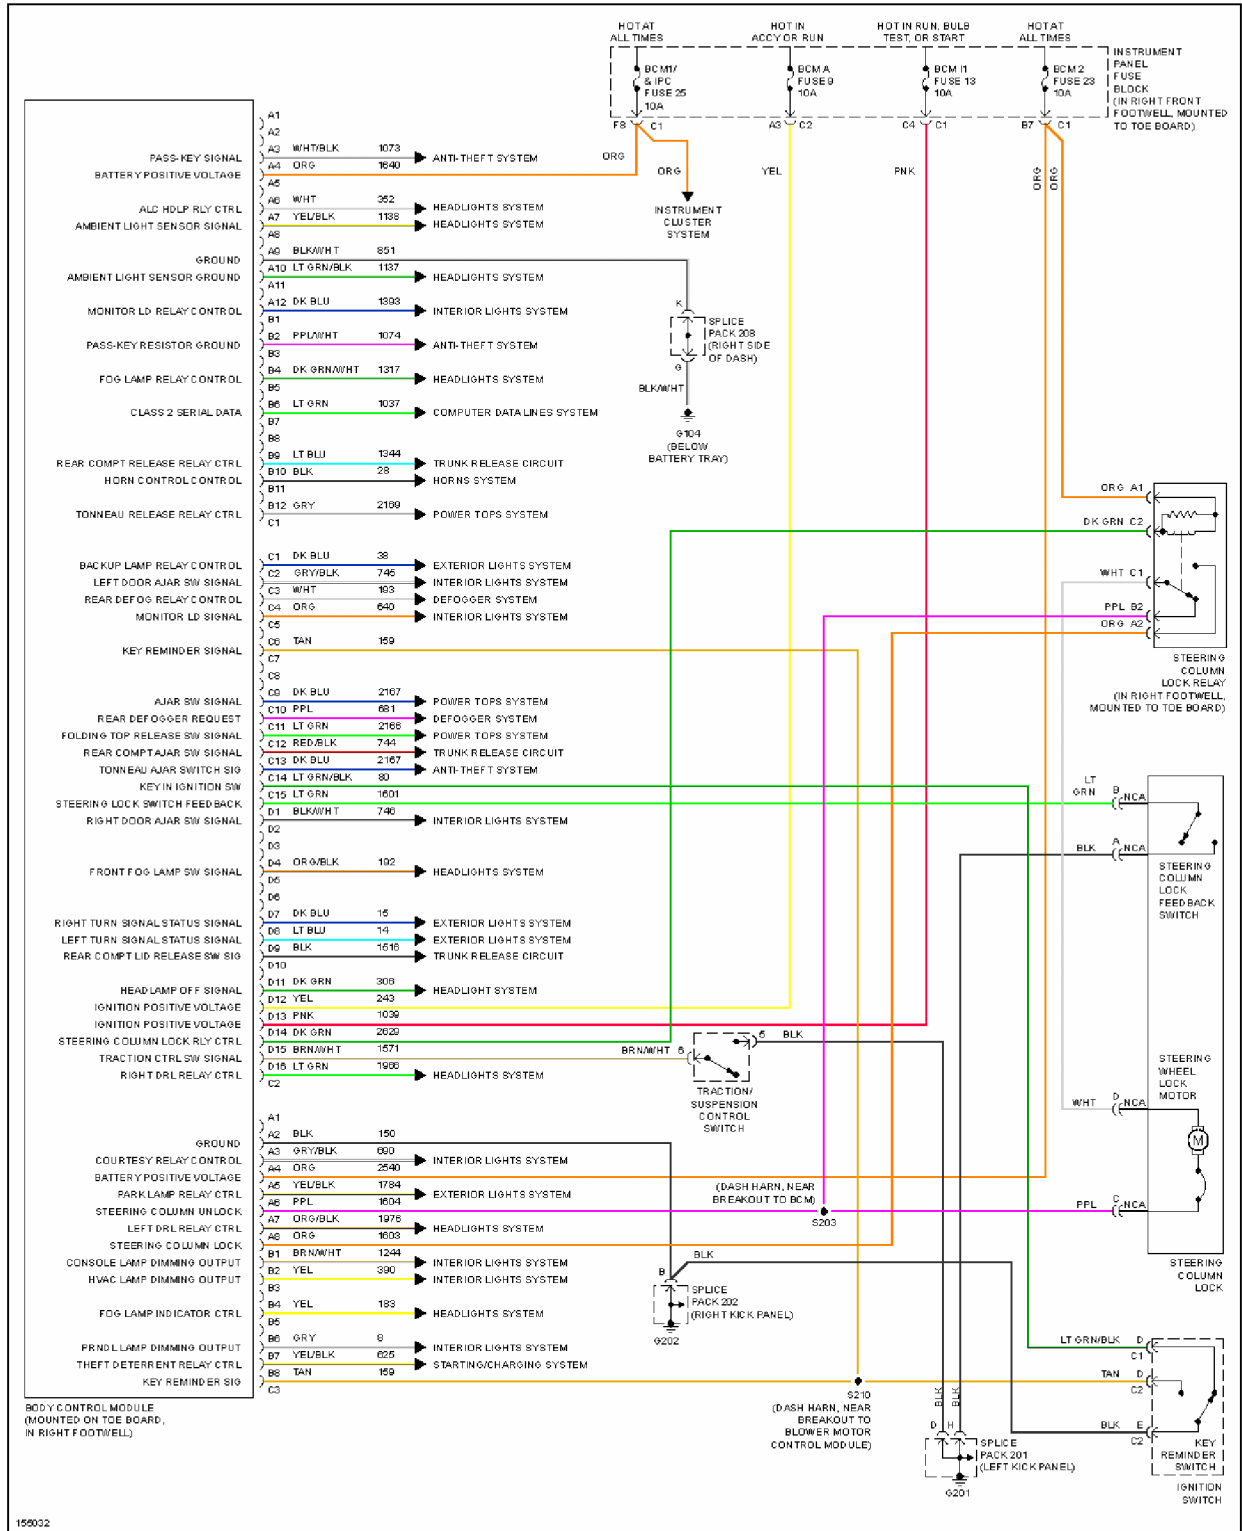 HOT AT
ALL TIMES
HOT IN
ACCY OR RUN
HOT IN RUN, BULB
TEST, OR START
HOT AT
ALL TIMES
BCM1/
& IPC
FUSE 25
10A
BCM A
FUSE 9
10A
BCM I1
FUSE 13
10A
BCM 2
FUSE 23
10A
INSTRUMENT
PANEL
FUSE
BLOCK
(IN RIGHT FRONT
FOOTWELL, MOUNTED
TO TOE BOARD)
F8 C1
A3 C2
C4 C1
B7 C1
ORG
ORG
YEL
PNK
ORG
ORG
INSTRUMENT
CLUSTER
SYSTEM
A1
A2
PASS-KEY SIGNAL A3 WHT/BLK 1073 ANTI-THEFT SYSTEM
BATTERY POSITIVE VOLTAGE A4 ORG 1640
A5
ALC HDLP RLY CTRL A6 WHT 352 HEADLIGHTS SYSTEM
AMBIENT LIGHT SENSOR SIGNAL A7 YEL/BLK 1138 HEADLIGHTS SYSTEM
A8
GROUND A9 BLK/WHT 851
AMBIENT LIGHT SENSOR GROUND A10 LT GRN/BLK 1137 HEADLIGHTS SYSTEM
A11
MONITOR LD RELAY CONTROL A12 DK BLU 1393 INTERIOR LIGHTS SYSTEM
B1
PASS-KEY RESISTOR GROUND B2 PPL/WHT 1074 ANTI-THEFT SYSTEM
B3
FOG LAMP RELAY CONTROL B4 DK GRN/WHT 1317 HEADLIGHTS SYSTEM
B5
CLASS 2 SERIAL DATA B6 LT GRN 1037 COMPUTER DATA LINES SYSTEM
B7
B8
REAR COMPT RELEASE RELAY CTRL B9 LT BLU 1344 TRUNK RELEASE CIRCUIT
HORN CONTROL CONTROL B10 BLK 28 HORNS SYSTEM
B11
TONNEAU RELEASE RELAY CTRL B12 GRY 2169 POWER TOPS SYSTEM
C1
K
SPLICE
PACK 208
(RIGHT SIDE
OF DASH)
G
BLK/WHT
G104
(BELOW
BATTERY TRAY)
BACKUP LAMP RELAY CONTROL C1 DK BLU 38 EXTERIOR LIGHTS SYSTEM
LEFT DOOR AJAR SW SIGNAL C2 GRY/BLK 745 INTERIOR LIGHTS SYSTEM
REAR DEFOG RELAY CONTROL C3 WHT 193 DEFOGGER SYSTEM
MONITOR LD SIGNAL C4 ORG 640 INTERIOR LIGHTS SYSTEM
C5
KEY REMINDER SIGNAL C6 TAN 159
C7
C8
AJAR SW SIGNAL C9 DK BLU 2167 POWER TOPS SYSTEM
REAR DEFOGGER REQUEST C10 PPL 681 DEFOGGER SYSTEM
FOLDING TOP RELEASE SW SIGNAL C11 LT GRN 2166 POWER TOPS SYSTEM
REAR COMPT AJAR SW SIGNAL C12 RED/BLK 744 TRUNK RELEASE CIRCUIT
TONNEAU AJAR SWITCH SIG C13 DK BLU 2167 ANTI-THEFT SYSTEM
KEY IN IGNITION SW C14 LT GRN/BLK 80
STEERING LOCK SWITCH FEEDBACK C15 LT GRN 1601
RIGHT DOOR AJAR SW SIGNAL D1 BLK/WHT 746 INTERIOR LIGHTS SYSTEM
D2
D3
FRONT FOG LAMP SW SIGNAL D4 ORG/BLK 192 HEADLIGHTS SYSTEM
D5
D6
RIGHT TURN SIGNAL STATUS SIGNAL D7 DK BLU 15 EXTERIOR LIGHTS SYSTEM
LEFT TURN SIGNAL STATUS SIGNAL D8 LT BLU 14 EXTERIOR LIGHTS SYSTEM
REAR COMPT LID RELEASE SW SIG D9 BLK 1516 TRUNK RELEASE CIRCUIT
D10
HEADLAMP OFF SIGNAL D11 DK GRN 306 HEADLIGHT SYSTEM
IGNITION POSITIVE VOLTAGE D12 YEL 243
IGNITION POSITIVE VOLTAGE D13 PNK 1039
STEERING COLUMN LOCK RLY CTRL D14 DK GRN 2629
TRACTION CTRL SW SIGNAL D15 BRN/WHT 1571
RIGHT DRL RELAY CTRL D16 LT GRN 1966 HEADLIGHTS SYSTEM
C2
BRN/WHT 6
5 BLK
TRACTION/
SUSPENSION
CONTROL
SWITCH
A1
GROUND A2 BLK 150
COURTESY RELAY CONTROL A3 GRY/BLK 690 INTERIOR LIGHTS SYSTEM
BATTERY POSITIVE VOLTAGE A4 ORG 2540
PARK LAMP RELAY CTRL A5 YEL/BLK 1784 EXTERIOR LIGHTS SYSTEM
STEERING COLUMN UNLOCK A6 PPL 1604
LEFT DRL RELAY CTRL A7 ORG/BLK 1976 HEADLIGHTS SYSTEM
STEERING COLUMN LOCK A8 ORG 1603
CONSOLE LAMP DIMMING OUTPUT B1 BRN/WHT 1244 INTERIOR LIGHTS SYSTEM
HVAC LAMP DIMMING OUTPUT B2 YEL 390 INTERIOR LIGHTS SYSTEM
B3
FOG LAMP INDICATOR CTRL B4 YEL 183 HEADLIGHTS SYSTEM
B5
PRNDL LAMP DIMMING OUTPUT B6 GRY 8 INTERIOR LIGHTS SYSTEM
THEFT DETERRENT RELAY CTRL B7 YEL/BLK 625 STARTING/CHARGING SYSTEM
KEY REMINDER SIG B8 TAN 159
C3
BODY CONTROL MODULE
(MOUNTED ON TOE BOARD,
IN RIGHT FOOTWELL)
(DASH HARN, NEAR
BREAKOUT TO BCM)
S203
BLK
B
SPLICE
PACK 202
(RIGHT KICK PANEL)
G202
S210
(DASH HARN, NEAR
BREAKOUT TO
BLOWER MOTOR
CONTROL MODULE)
BLK
BLK
D H
SPLICE
PACK 201
(LEFT KICK PANEL)
G201
ORG A1
DK GRN C2
WHT C1
PPL B2
ORG A2
STEERING
COLUMN
LOCK RELAY
(IN RIGHT FOOTWELL,
MOUNTED TO TOE BOARD)
LT
GRN B NCA
BLK A NCA
STEERING
COLUMN
LOCK
FEEDBACK
SWITCH
STEERING
WHEEL
LOCK
MOTOR
WHT D NCA
M
PPL C NCA
STEERING
COLUMN
LOCK
LT GRN/BLK D
C1
TAN D
C2
BLK E
C2
KEY
REMINDER
SWITCH
IGNITION
SWITCH
155032